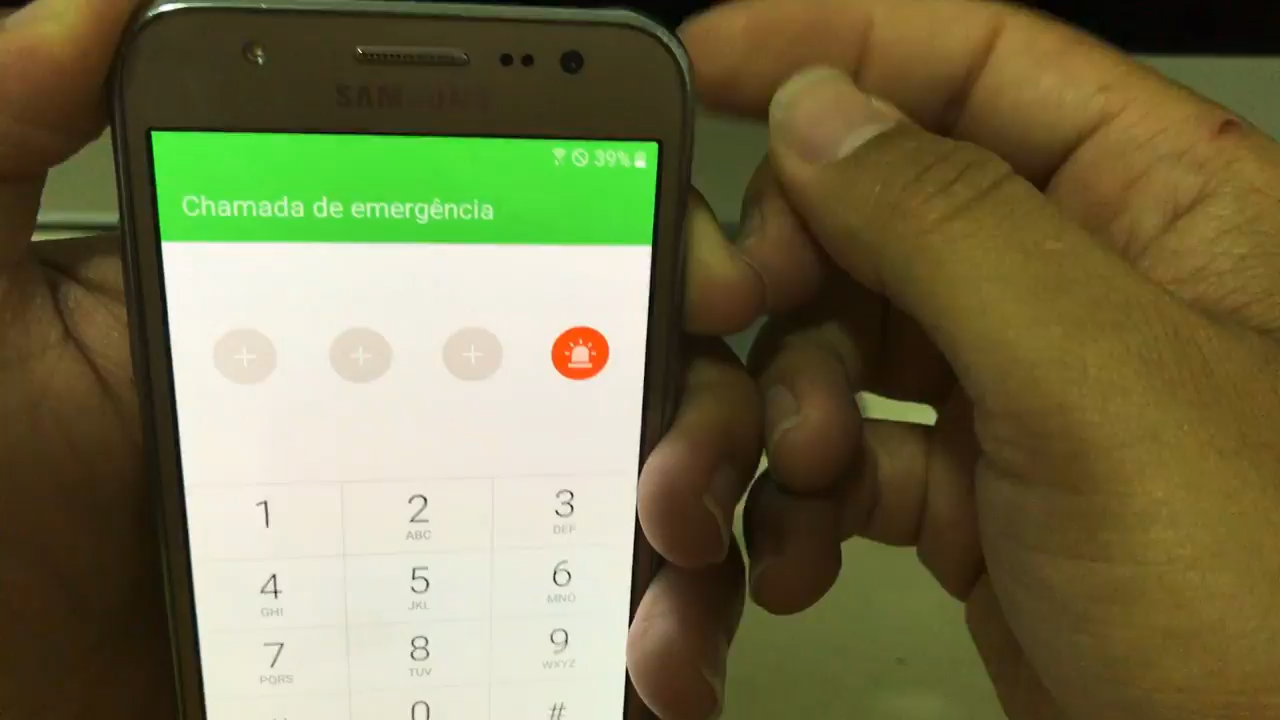 SAMSUNG
39%
Chamada de emergência
1 2 3
ABC DEF
4 5 6
GHI JKL MNO
7 8 9
PQRS TUV WXYZ
0 #